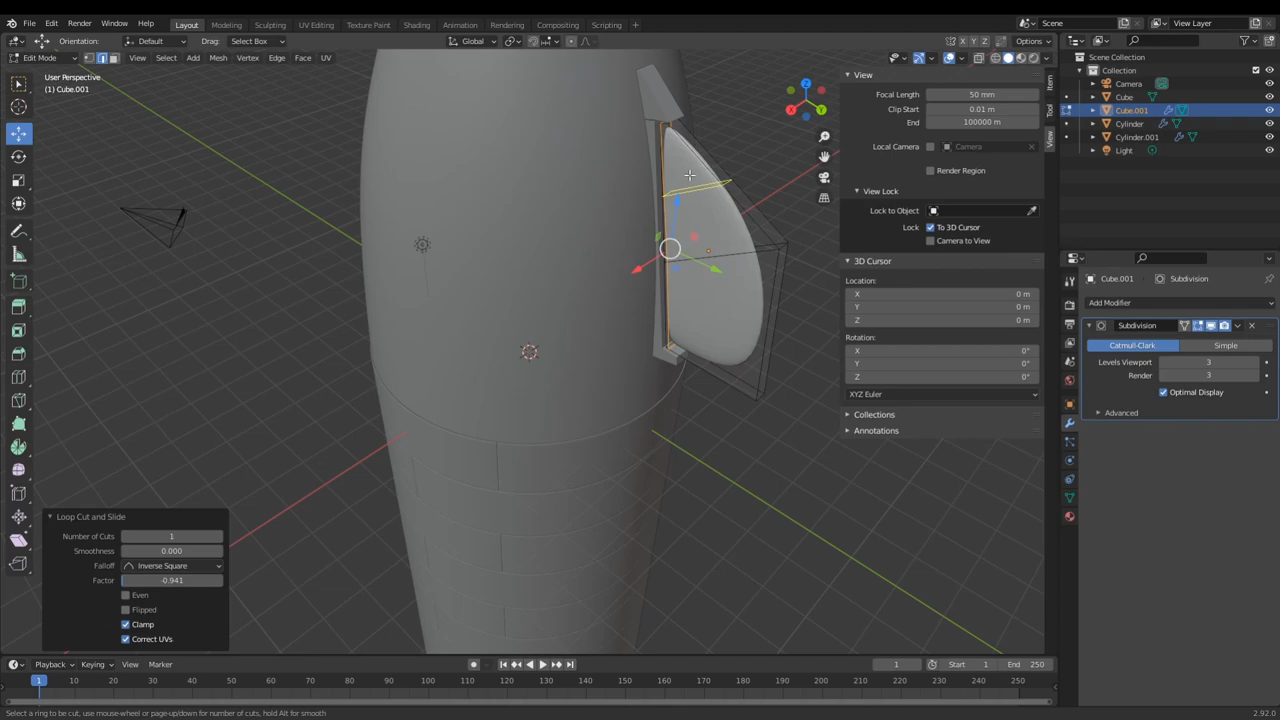 File Edit Render Window Help Layout Modeling Sculpting UV Editing Texture Paint Shading Animation Rendering Compositing Scripting Scene View Layer
Orientation: Default Drag: Select Box Global X Y Z Options
Edit Mode View Select Add Mesh Vertex Edge Face UV
User Perspective
(1) Cube.001
Z
X
Y
View
Focal Length 50 mm
Clip Start 0.01 m
End 100000 m
Local Camera Camera
Render Region
View Lock
Lock to Object
Lock To 3D Cursor
Camera to View
3D Cursor
Location:
X 0 m
Y 0 m
Z 0 m
Rotation:
X 0°
Y 0°
Z 0°
XYZ Euler
Collections
Annotations
Item
Tool
View
Scene Collection
Collection
Camera
Cube
Cube.001
Cylinder
Cylinder.001
Light
Cube.001 Subdivision
Add Modifier
Subdivision
Catmull-Clark Simple
Levels Viewport 3
Render 3
Optimal Display
Advanced
Loop Cut and Slide
Number of Cuts 1
Smoothness 0.000
Falloff Inverse Square
Factor -0.941
Even
Flipped
Clamp
Correct UVs
Playback Keying View Marker 1 Start 1 End 250
1 10 20 30 40 50 60 70 80 90 100 110 120 130 140 150 160 170 180 190 200 210 220 230 240 250
Select a ring to be cut, use mouse-wheel or page-up/down for number of cuts, hold Alt for smooth 2.92.0